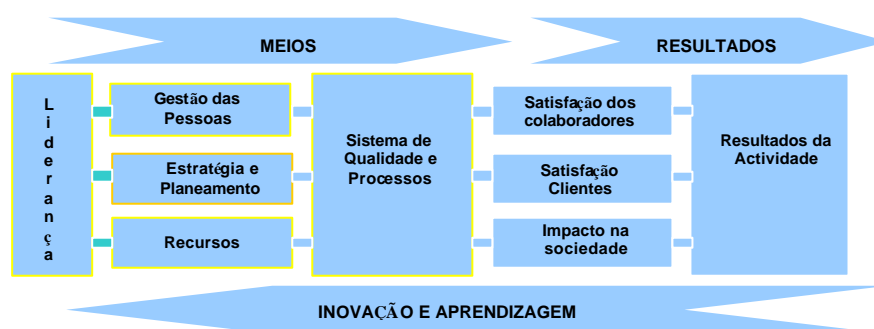 MEIOS
RESULTADOS
Liderança
Gestão das
Pessoas
Estratégia e
Planeamento
Recursos
Sistema de
Qualidade e
Processos
Satisfação dos
colaboradores
Satisfação
Clientes
Impacto na
sociedade
Resultados da
Actividade
INOVAÇÃO E APRENDIZAGEM